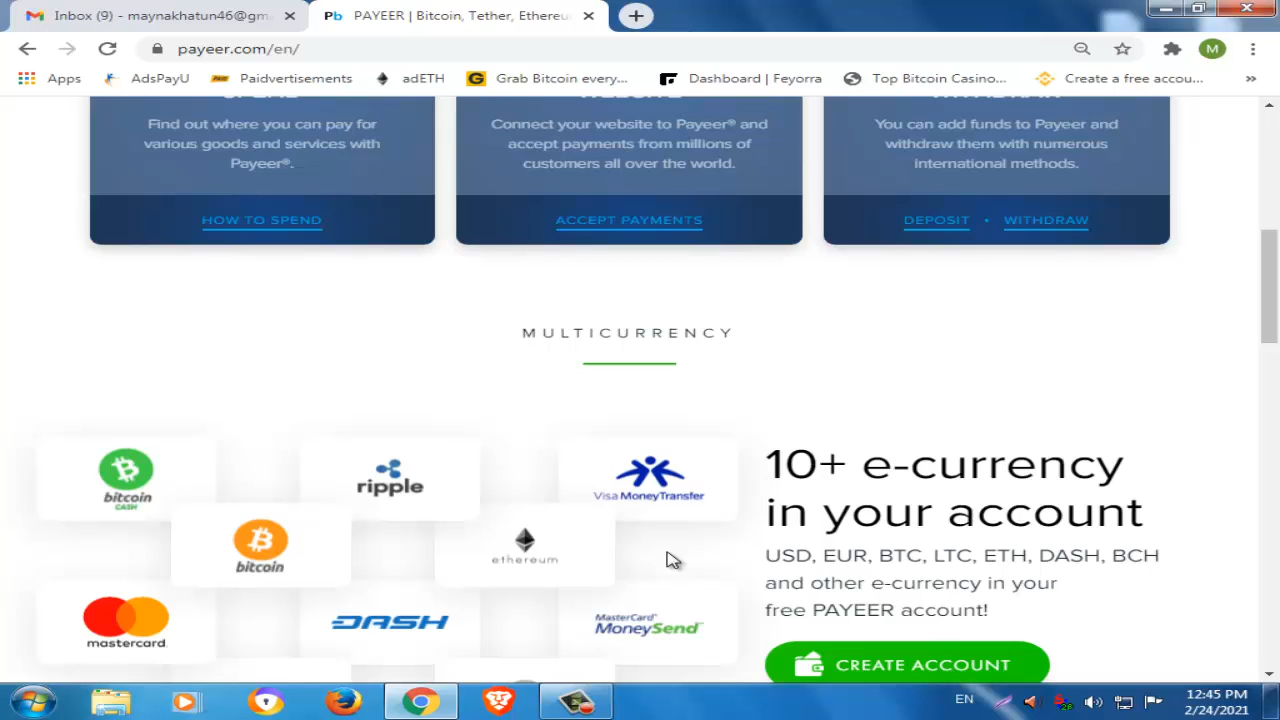 Inbox (9) - maynakhatun46@gm
PAYEER | Bitcoin, Tether, Ethereu
payeer.com/en/
M
Apps
AdsPayU
Paidvertisements
adETH
Grab Bitcoin every...
Dashboard | Feyorra
Top Bitcoin Casino...
Create a free accou...
Find out where you can pay for
various goods and services with
Payeer®.
HOW TO SPEND
Connect your website to Payeer® and
accept payments from millions of
customers all over the world.
ACCEPT PAYMENTS
You can add funds to Payeer and
withdraw them with numerous
international methods.
DEPOSIT • WITHDRAW
MULTICURRENCY
bitcoin
CASH
ripple
Visa MoneyTransfer
bitcoin
ethereum
mastercard.
DASH
MasterCard
MoneySend
10+ e-currency
in your account
USD, EUR, BTC, LTC, ETH, DASH, BCH
and other e-currency in your
free PAYEER account!
CREATE ACCOUNT
EN
12:45 PM
2/24/2021